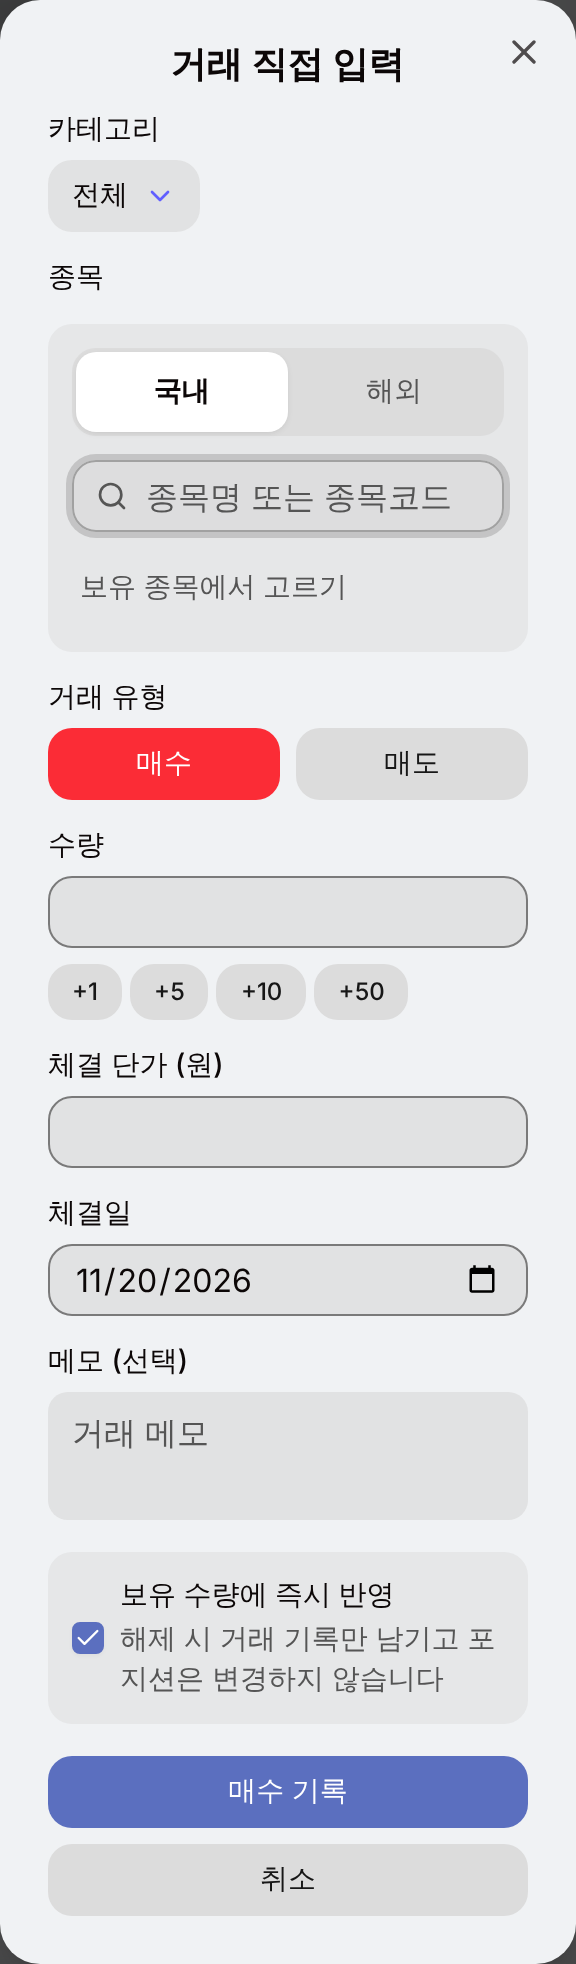 거래 직접 입력
카테고리
전체
종목
국내
해외
종목명 또는 종목코드
보유 종목에서 고르기
거래 유형
매수
매도
수량
+1
+5
+10
+50
체결 단가 (원)
체결일
11/20/2026
메모 (선택)
거래 메모
보유 수량에 즉시 반영
해제 시 거래 기록만 남기고 포
지션은 변경하지 않습니다
매수 기록
취소